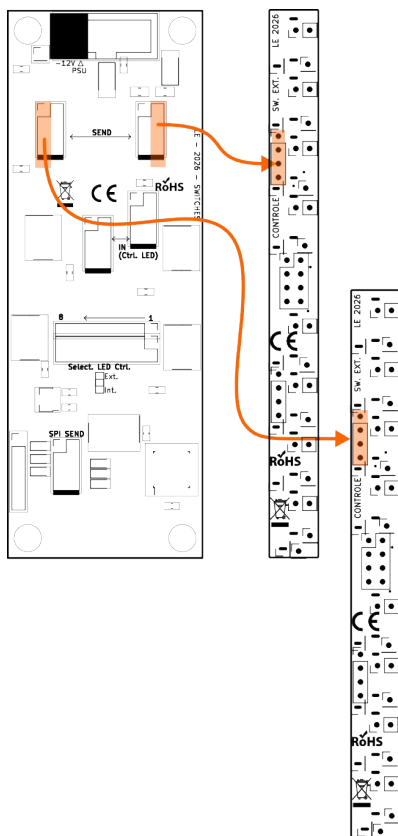 -12V △
PSU
SEND
LE - 2026 - SWITCHE
CE
RoHS
IN
(Ctrl. LED)
8 1
Select. LED Ctrl.
Ext.
Int.
SPI SEND
LE 2026
SW. EXT.
CONTROLE
CE
RoHS
LE 2026
SW. EXT.
CONTROLE
CE
RoHS